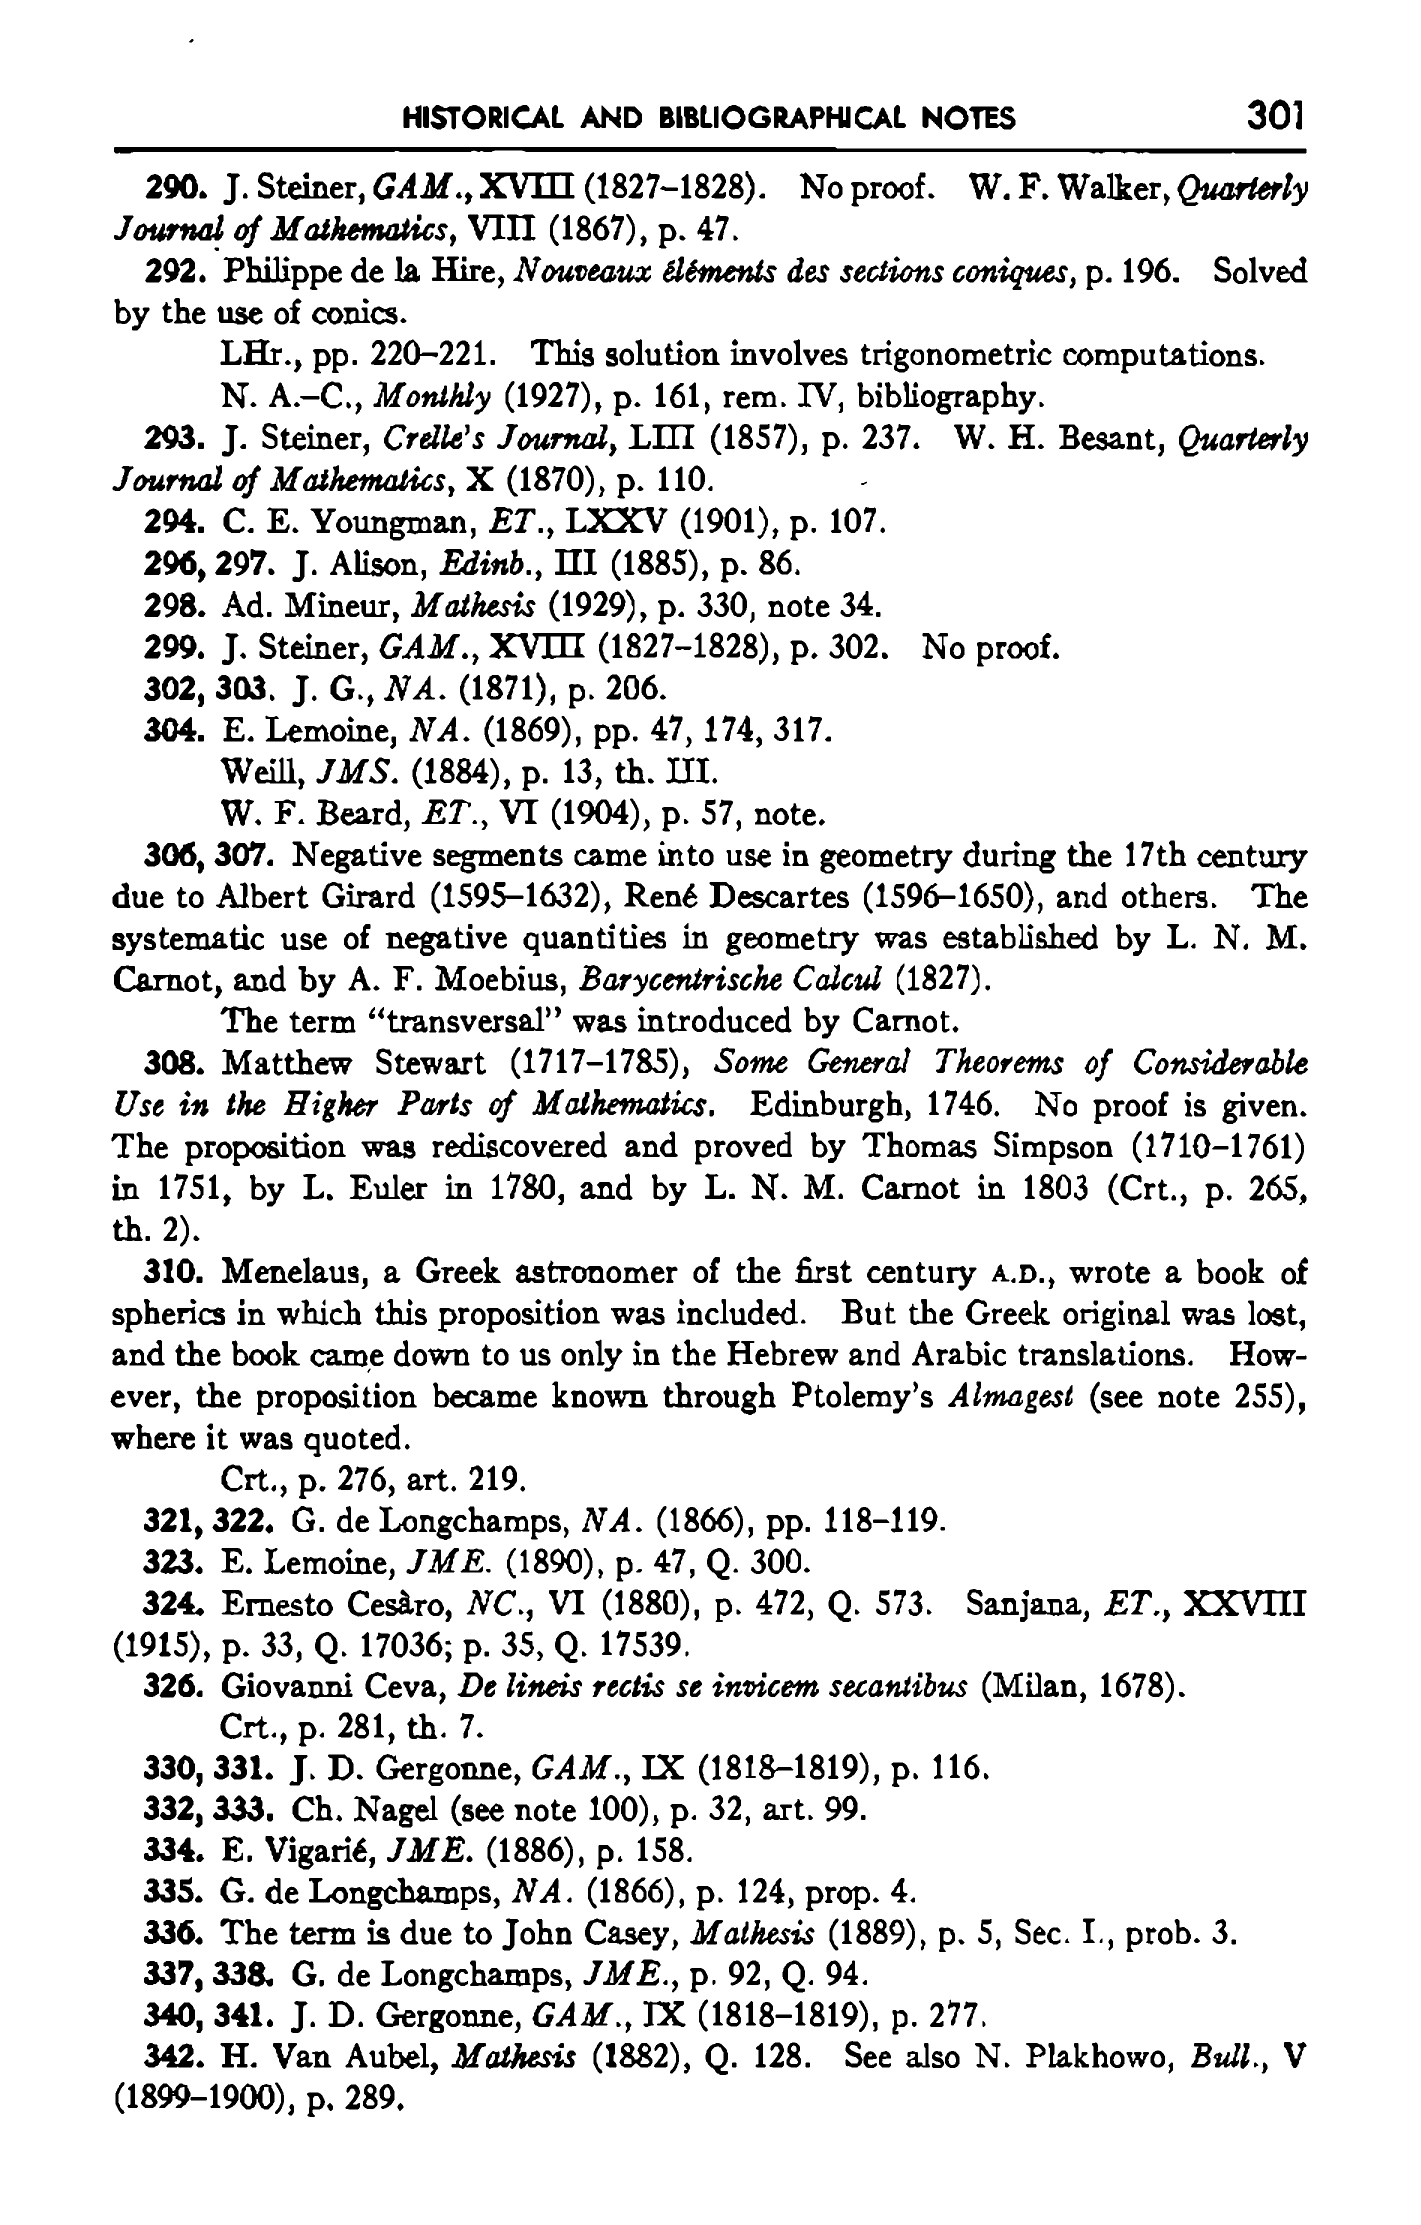 HISTORICAL AND BIBLIOGRAPHICAL NOTES 301
290. J. Steiner, GAM., XVIII (1827–1828). No proof. W. F. Walker, Quarterly
Journal of Mathematics, VIII (1867), p. 47.
292. Philippe de la Hire, Nouveaux éléments des sections coniques, p. 196. Solved
by the use of conics.
LHr., pp. 220–221. This solution involves trigonometric computations.
N. A.–C., Monthly (1927), p. 161, rem. IV, bibliography.
293. J. Steiner, Crelle's Journal, LIII (1857), p. 237. W. H. Besant, Quarterly
Journal of Mathematics, X (1870), p. 110.
294. C. E. Youngman, ET., LXXV (1901), p. 107.
296, 297. J. Alison, Edinb., III (1885), p. 86.
298. Ad. Mineur, Mathesis (1929), p. 330, note 34.
299. J. Steiner, GAM., XVIII (1827–1828), p. 302. No proof.
302, 303. J. G., NA. (1871), p. 206.
304. E. Lemoine, NA. (1869), pp. 47, 174, 317.
Weill, JMS. (1884), p. 13, th. III.
W. F. Beard, ET., VI (1904), p. 57, note.
306, 307. Negative segments came into use in geometry during the 17th century
due to Albert Girard (1595–1632), René Descartes (1596–1650), and others. The
systematic use of negative quantities in geometry was established by L. N. M.
Carnot, and by A. F. Moebius, Barycentrische Calcul (1827).
The term “transversal” was introduced by Carnot.
308. Matthew Stewart (1717–1785), Some General Theorems of Considerable
Use in the Higher Parts of Mathematics. Edinburgh, 1746. No proof is given.
The proposition was rediscovered and proved by Thomas Simpson (1710–1761)
in 1751, by L. Euler in 1780, and by L. N. M. Carnot in 1803 (Crt., p. 265,
th. 2).
310. Menelaus, a Greek astronomer of the first century A.D., wrote a book of
spherics in which this proposition was included. But the Greek original was lost,
and the book came down to us only in the Hebrew and Arabic translations. How-
ever, the proposition became known through Ptolemy's Almagest (see note 255),
where it was quoted.
Crt., p. 276, art. 219.
321, 322. G. de Longchamps, NA. (1866), pp. 118–119.
323. E. Lemoine, JME. (1890), p. 47, Q. 300.
324. Ernesto Cesàro, NC., VI (1880), p. 472, Q. 573. Sanjana, ET., XXVIII
(1915), p. 33, Q. 17036; p. 35, Q. 17539.
326. Giovanni Ceva, De lineis rectis se invicem secantibus (Milan, 1678).
Crt., p. 281, th. 7.
330, 331. J. D. Gergonne, GAM., IX (1818–1819), p. 116.
332, 333. Ch. Nagel (see note 100), p. 32, art. 99.
334. E. Vigarié, JME. (1886), p. 158.
335. G. de Longchamps, NA. (1866), p. 124, prop. 4.
336. The term is due to John Casey, Mathesis (1889), p. 5, Sec. I., prob. 3.
337, 338. G. de Longchamps, JME., p. 92, Q. 94.
340, 341. J. D. Gergonne, GAM., IX (1818–1819), p. 277.
342. H. Van Aubel, Mathesis (1882), Q. 128. See also N. Plakhowo, Bull., V
(1899–1900), p. 289.